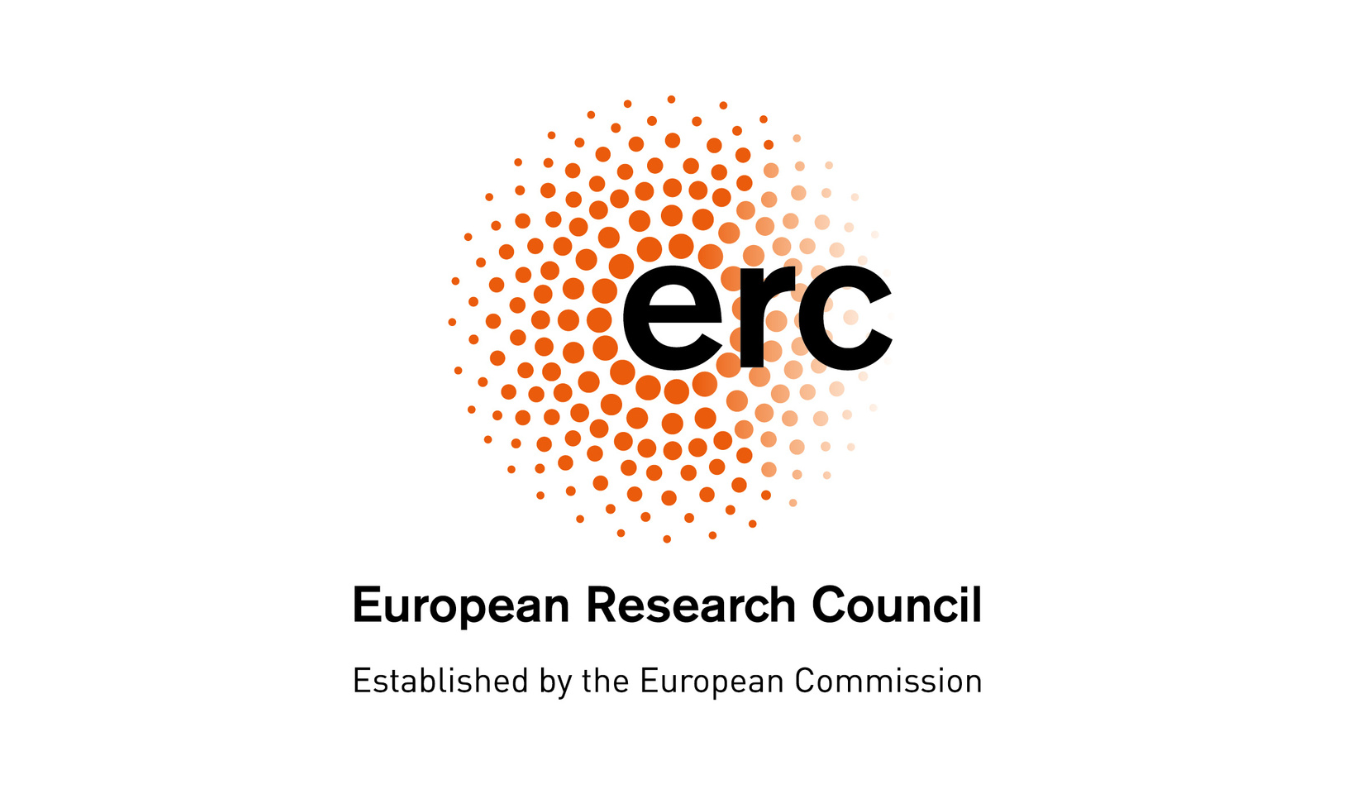 erc
European Research Council
Established by the European Commission